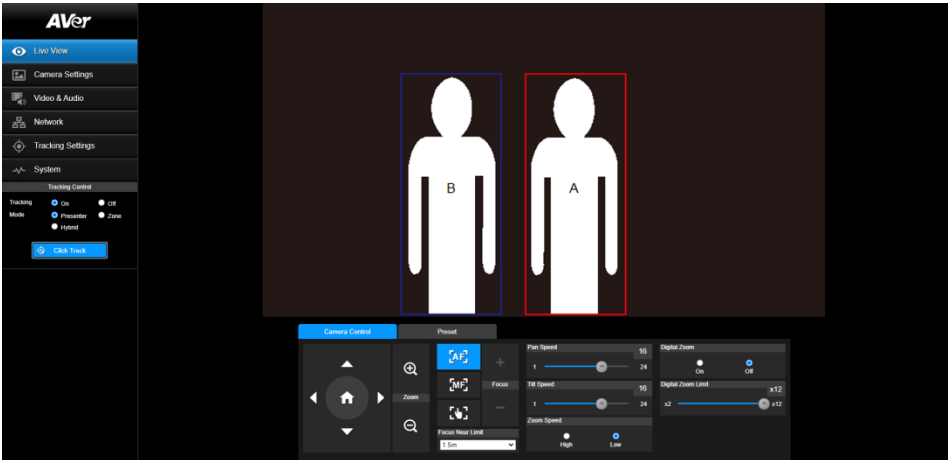 AVer
Live View
Camera Settings
Video & Audio
Network
Tracking Settings
System
Tracking Control
Tracking On Off
Mode Presenter Zone
Hybrid
Click Track
B A
Camera Control Preset
Zoom
AF
MF
Focus
Focus Near Limit
1.5m
Pan Speed 16
1 24
Tilt Speed 16
1 24
Zoom Speed
High Low
Digital Zoom
On Off
Digital Zoom Limit x12
x2 x12